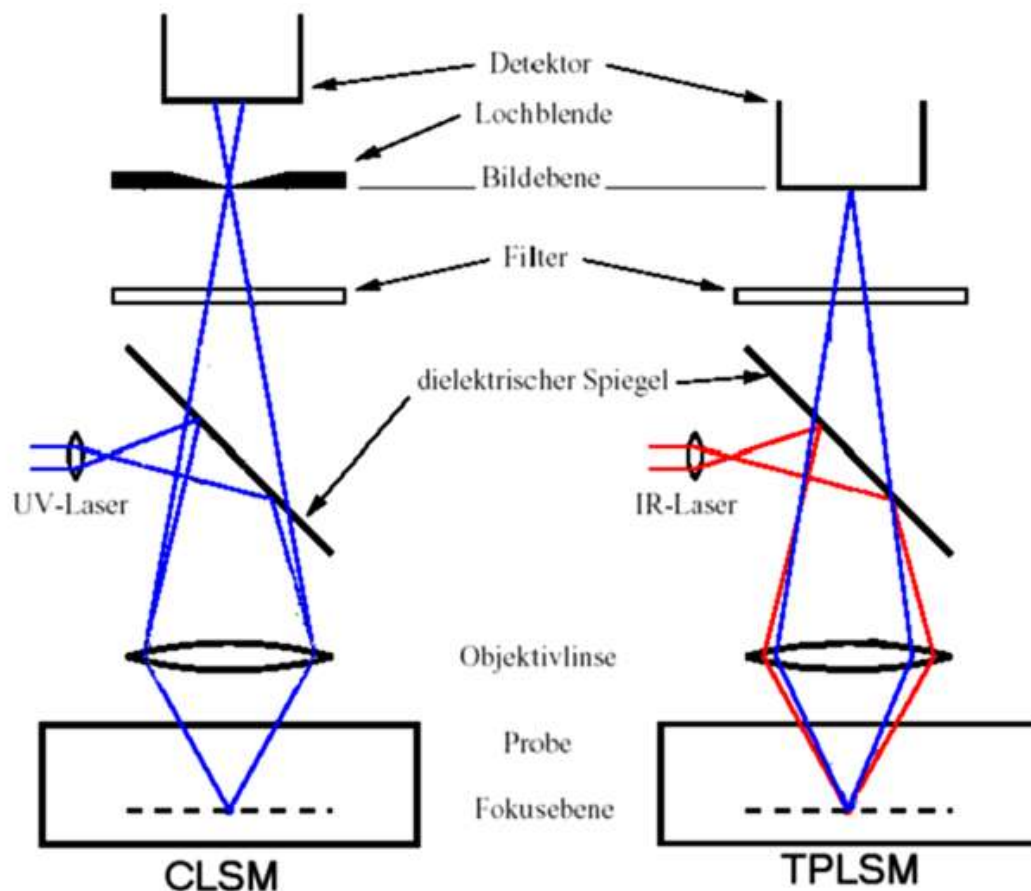 Detektor
Lochblende
Bildebene
Filter
dielektrischer Spiegel
UV-Laser
IR-Laser
Objektivlinse
Probe
Fokusebene
CLSM
TPLSM